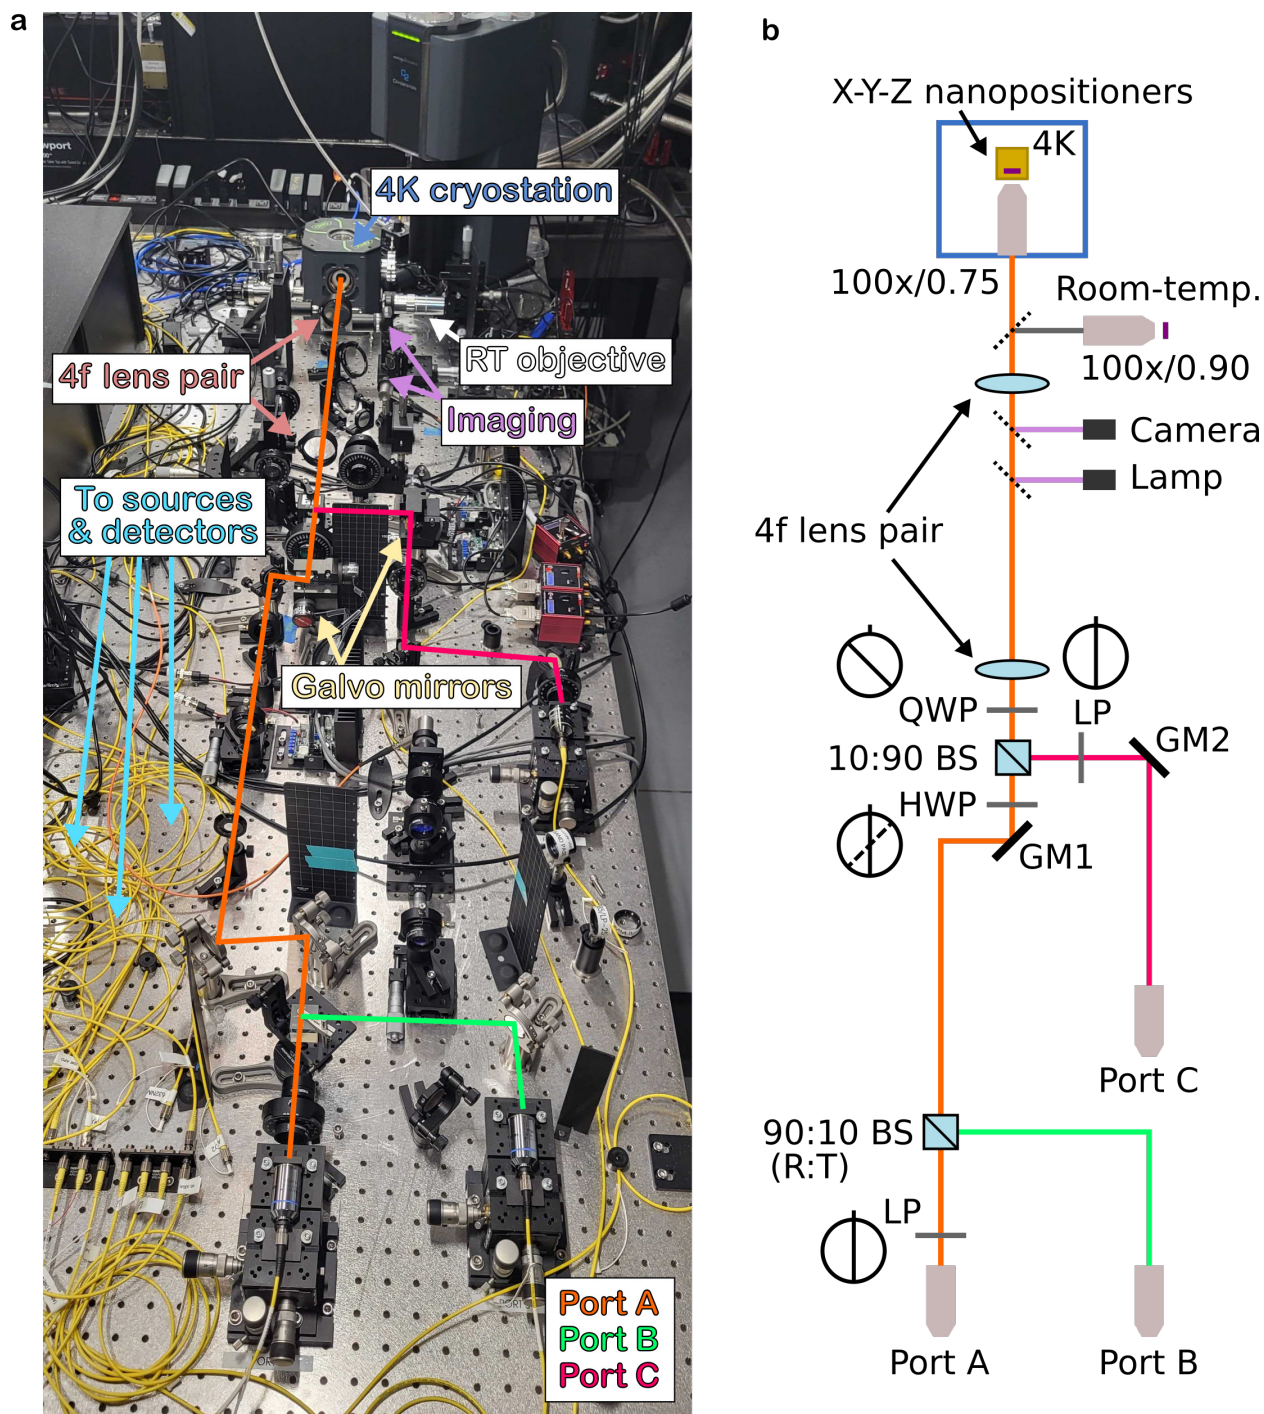 a
wport
4K cryostation
RT objective
4f lens pair
Imaging
To sources
& detectors
Galvo mirrors
Port A
Port B
Port C
b
X-Y-Z nanopositioners
4K
100x/0.75
Room-temp.
100x/0.90
Camera
Lamp
4f lens pair
QWP
LP
10:90 BS
GM2
HWP
GM1
Port C
90:10 BS
(R:T)
LP
Port A
Port B